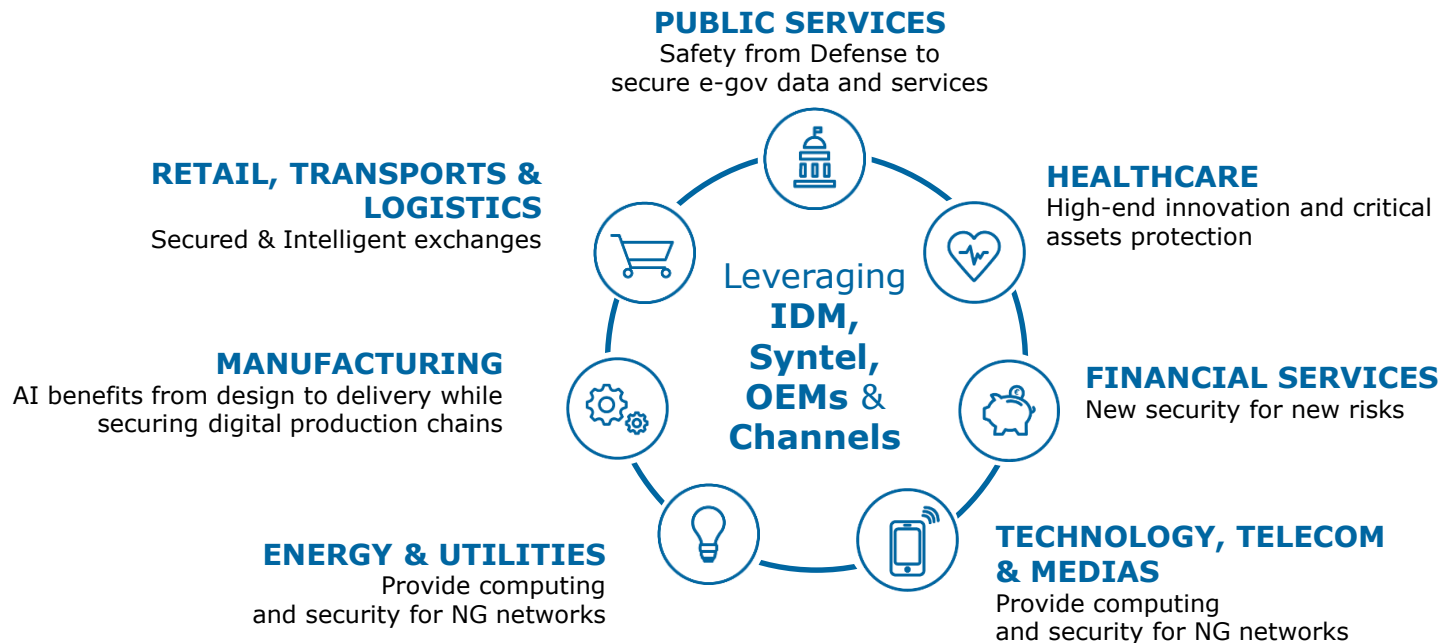 PUBLIC SERVICES
Safety from Defense to
secure e-gov data and services
RETAIL, TRANSPORTS &
LOGISTICS
Secured & Intelligent exchanges
HEALTHCARE
High-end innovation and critical
assets protection
Leveraging
IDM,
Syntel,
OEMs &
Channels
MANUFACTURING
AI benefits from design to delivery while
securing digital production chains
FINANCIAL SERVICES
New security for new risks
ENERGY & UTILITIES
Provide computing
and security for NG networks
TECHNOLOGY, TELECOM
& MEDIAS
Provide computing
and security for NG networks